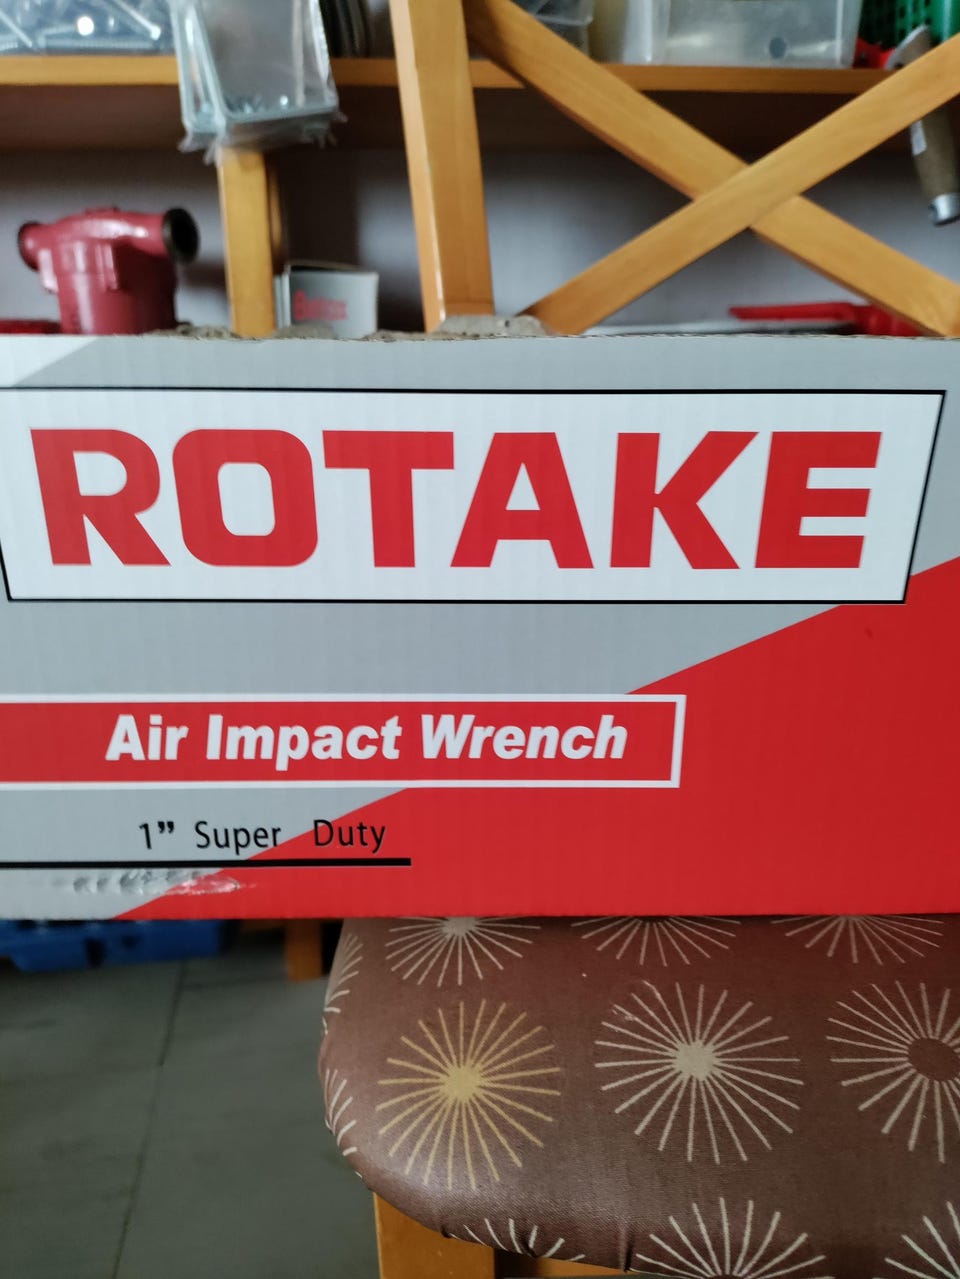 ROTAKE
Air Impact Wrench
1” Super Duty